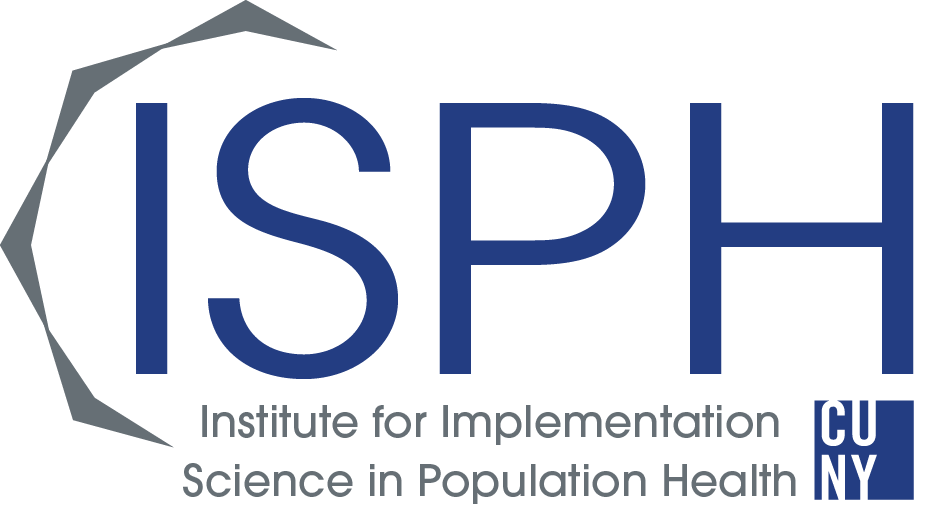 ISPH
Institute for Implementation
Science in Population Health
CU
NY